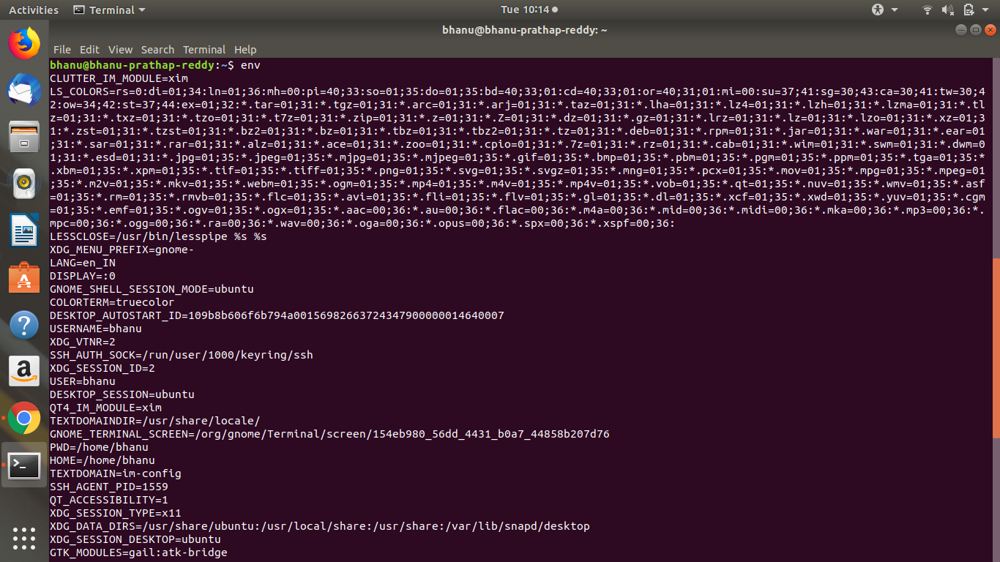 Activities Terminal Tue 10:14
bhanu@bhanu-prathap-reddy: ~
File Edit View Search Terminal Help
bhanu@bhanu-prathap-reddy:~$ env
CLUTTER_IM_MODULE=xim
LS_COLORS=rs=0:di=01;34:ln=01;36:mh=00:pi=40;33:so=01;35:do=01;35:bd=40;33;01:cd=40;33;01:or=40;31;01:mi=00:su=37;41:sg=30;43:ca=30;41:tw=30;4
2:ow=34;42:st=37;44:ex=01;32:*.tar=01;31:*.tgz=01;31:*.arc=01;31:*.arj=01;31:*.taz=01;31:*.lha=01;31:*.lz4=01;31:*.lzh=01;31:*.lzma=01;31:*.tl
z=01;31:*.txz=01;31:*.tzo=01;31:*.t7z=01;31:*.zip=01;31:*.z=01;31:*.Z=01;31:*.dz=01;31:*.gz=01;31:*.lrz=01;31:*.lz=01;31:*.lzo=01;31:*.xz=01;3
1:*.zst=01;31:*.tzst=01;31:*.bz2=01;31:*.bz=01;31:*.tbz=01;31:*.tbz2=01;31:*.tz=01;31:*.deb=01;31:*.rpm=01;31:*.jar=01;31:*.war=01;31:*.ear=01
;31:*.sar=01;31:*.rar=01;31:*.alz=01;31:*.ace=01;31:*.zoo=01;31:*.cpio=01;31:*.7z=01;31:*.rz=01;31:*.cab=01;31:*.wim=01;31:*.swm=01;31:*.dwm=0
1;31:*.esd=01;31:*.jpg=01;35:*.jpeg=01;35:*.mjpg=01;35:*.mjpeg=01;35:*.gif=01;35:*.bmp=01;35:*.pbm=01;35:*.pgm=01;35:*.ppm=01;35:*.tga=01;35:*
.xbm=01;35:*.xpm=01;35:*.tif=01;35:*.tiff=01;35:*.png=01;35:*.svg=01;35:*.svgz=01;35:*.mng=01;35:*.pcx=01;35:*.mov=01;35:*.mpg=01;35:*.mpeg=01
;35:*.m2v=01;35:*.mkv=01;35:*.webm=01;35:*.ogm=01;35:*.mp4=01;35:*.m4v=01;35:*.mp4v=01;35:*.vob=01;35:*.qt=01;35:*.nuv=01;35:*.wmv=01;35:*.asf
=01;35:*.rm=01;35:*.rmvb=01;35:*.flc=01;35:*.avi=01;35:*.fli=01;35:*.flv=01;35:*.gl=01;35:*.dl=01;35:*.xcf=01;35:*.xwd=01;35:*.yuv=01;35:*.cgm
=01;35:*.emf=01;35:*.ogv=01;35:*.ogx=01;35:*.aac=00;36:*.au=00;36:*.flac=00;36:*.m4a=00;36:*.mid=00;36:*.midi=00;36:*.mka=00;36:*.mp3=00;36:*.
mpc=00;36:*.ogg=00;36:*.ra=00;36:*.wav=00;36:*.oga=00;36:*.opus=00;36:*.spx=00;36:*.xspf=00;36:
LESSCLOSE=/usr/bin/lesspipe %s %s
XDG_MENU_PREFIX=gnome-
LANG=en_IN
DISPLAY=:0
GNOME_SHELL_SESSION_MODE=ubuntu
COLORTERM=truecolor
DESKTOP_AUTOSTART_ID=109b8b606f6b794a001569826637243479000000146​40007
USERNAME=bhanu
XDG_VTNR=2
SSH_AUTH_SOCK=/run/user/1000/keyring/ssh
XDG_SESSION_ID=2
USER=bhanu
DESKTOP_SESSION=ubuntu
QT4_IM_MODULE=xim
TEXTDOMAINDIR=/usr/share/locale/
GNOME_TERMINAL_SCREEN=/org/gnome/Terminal/screen/154eb980_56dd_4431_b0a7_44858b207d76
PWD=/home/bhanu
HOME=/home/bhanu
TEXTDOMAIN=im-config
SSH_AGENT_PID=1559
QT_ACCESSIBILITY=1
XDG_SESSION_TYPE=x11
XDG_DATA_DIRS=/usr/share/ubuntu:/usr/local/share:/usr/share:/var/lib/snapd/desktop
XDG_SESSION_DESKTOP=ubuntu
GTK_MODULES=gail:atk-bridge